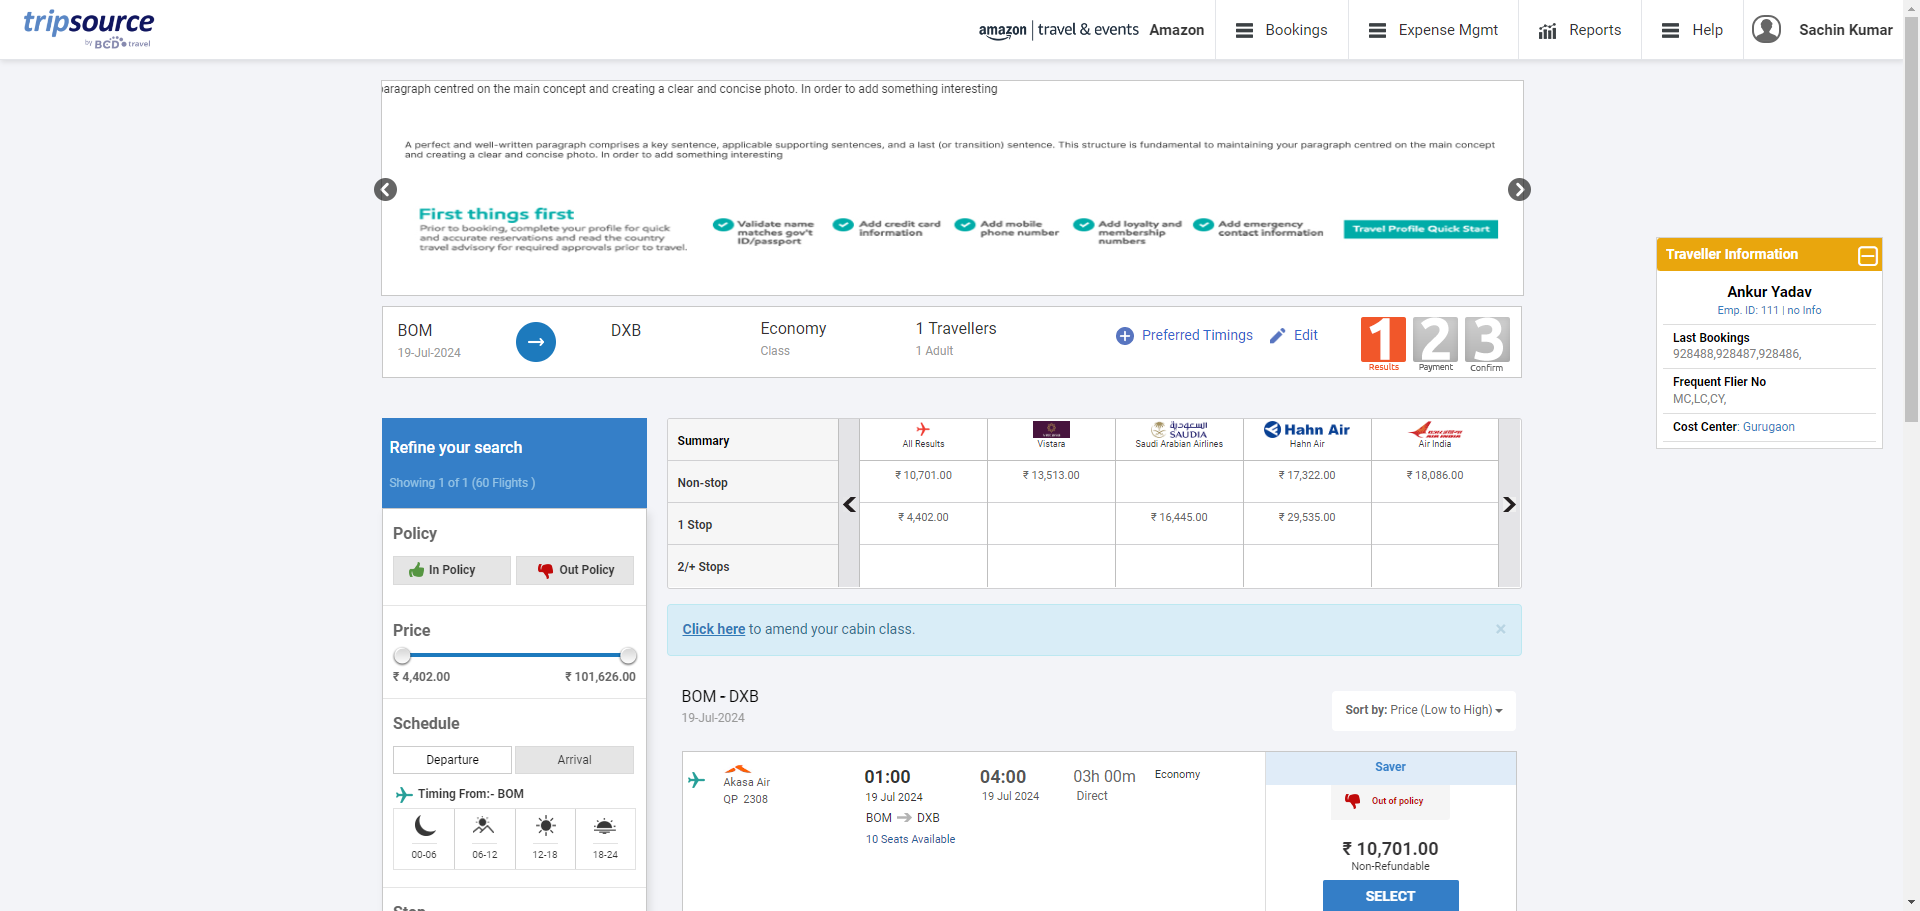 tripsource
by BCD travel
amazon travel & events Amazon
Bookings
Expense Mgmt
Reports
Help
Sachin Kumar
paragraph centred on the main concept and creating a clear and concise photo. In order to add something interesting
A perfect and well-written paragraph comprises a key sentence, applicable supporting sentences, and a last (or transition) sentence. This structure is fundamental to maintaining your paragraph centred on the main concept
and creating a clear and concise photo. In order to add something interesting
First things first
Prior to booking, complete your profile for quick
and accurate reservations and read the country
travel advisory for required approvals prior to travel.
Validate name
matches gov't
ID/passport
Add credit card
information
Add mobile
phone number
Add loyalty and
membership
numbers
Add emergency
contact information
Travel Profile Quick Start
Traveller Information
Ankur Yadav
Emp. ID: 111 | no Info
Last Bookings
928488,928487,928486,
Frequent Flier No
MC,LC,CY,
Cost Center: Gurugaon
BOM
19-Jul-2024
DXB
Economy
Class
1 Travellers
1 Adult
Preferred Timings
Edit
1
Results
2
Payment
3
Confirm
Refine your search
Showing 1 of 1 (60 Flights )
Policy
In Policy
Out Policy
Price
₹ 4,402.00
₹ 101,626.00
Schedule
Departure
Arrival
Timing From:- BOM
00-06
06-12
12-18
18-24
Stop
Summary
All Results
Vistara
السعودية
SAUDIA
Saudi Arabian Airlines
Hahn Air
Hahn Air
AIR INDIA
Air India
Non-stop
₹ 10,701.00
₹ 13,513.00
₹ 17,322.00
₹ 18,086.00
1 Stop
₹ 4,402.00
₹ 16,445.00
₹ 29,535.00
2/+ Stops
Click here to amend your cabin class.
×
BOM - DXB
19-Jul-2024
Sort by: Price (Low to High)
Akasa Air
QP 2308
01:00
19 Jul 2024
BOM DXB
10 Seats Available
04:00
19 Jul 2024
03h 00m
Direct
Economy
Saver
Out of policy
₹ 10,701.00
Non-Refundable
SELECT